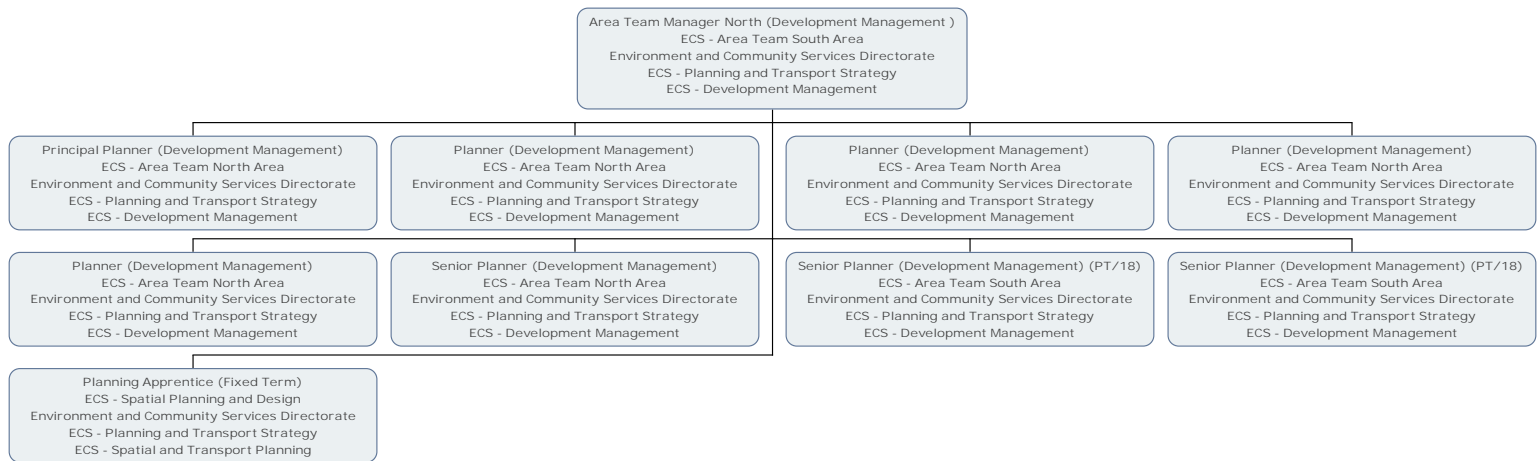 Area Team Manager North (Development Management )
ECS - Area Team South Area
Environment and Community Services Directorate
ECS - Planning and Transport Strategy
ECS - Development Management
Principal Planner (Development Management)
ECS - Area Team North Area
Environment and Community Services Directorate
ECS - Planning and Transport Strategy
ECS - Development Management
Planner (Development Management)
ECS - Area Team North Area
Environment and Community Services Directorate
ECS - Planning and Transport Strategy
ECS - Development Management
Planner (Development Management)
ECS - Area Team North Area
Environment and Community Services Directorate
ECS - Planning and Transport Strategy
ECS - Development Management
Planner (Development Management)
ECS - Area Team North Area
Environment and Community Services Directorate
ECS - Planning and Transport Strategy
ECS - Development Management
Planner (Development Management)
ECS - Area Team North Area
Environment and Community Services Directorate
ECS - Planning and Transport Strategy
ECS - Development Management
Senior Planner (Development Management)
ECS - Area Team North Area
Environment and Community Services Directorate
ECS - Planning and Transport Strategy
ECS - Development Management
Senior Planner (Development Management) (PT/18)
ECS - Area Team South Area
Environment and Community Services Directorate
ECS - Planning and Transport Strategy
ECS - Development Management
Senior Planner (Development Management) (PT/18)
ECS - Area Team South Area
Environment and Community Services Directorate
ECS - Planning and Transport Strategy
ECS - Development Management
Planning Apprentice (Fixed Term)
ECS - Spatial Planning and Design
Environment and Community Services Directorate
ECS - Planning and Transport Strategy
ECS - Spatial and Transport Planning